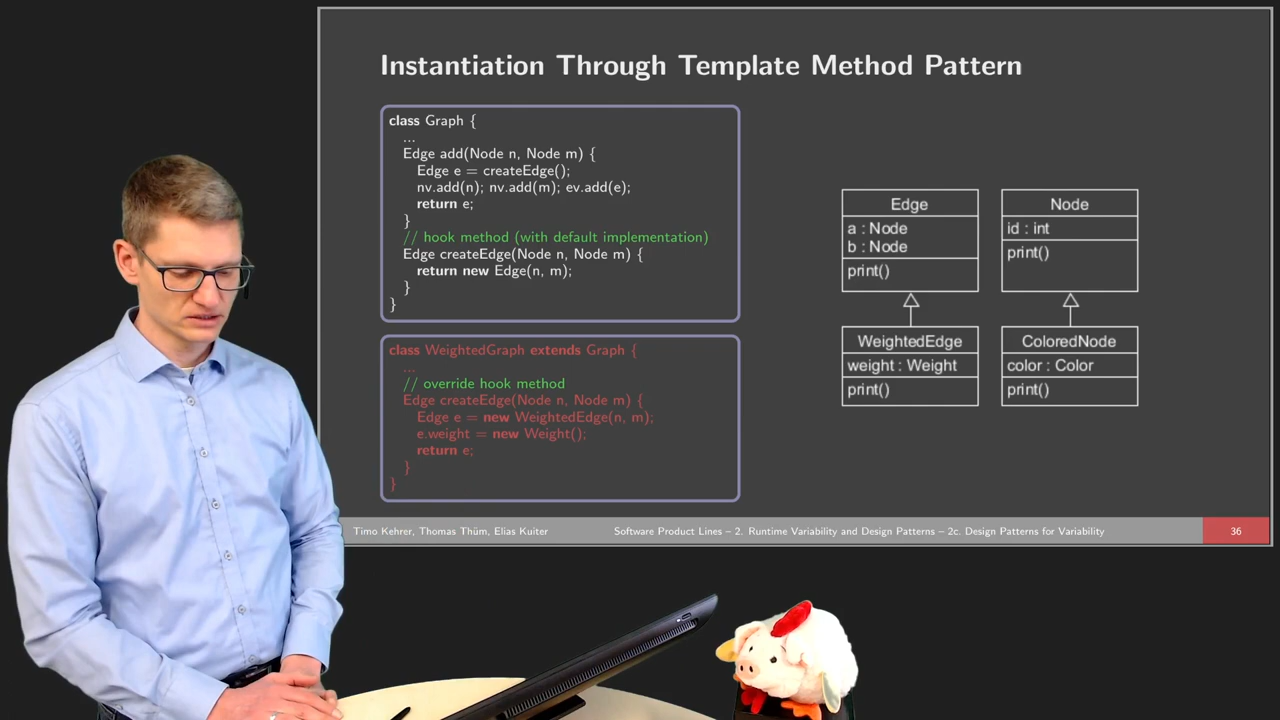 Instantiation Through Template Method Pattern
class Graph {
...
Edge add(Node n, Node m) {
Edge e = createEdge();
nv.add(n); nv.add(m); ev.add(e);
return e;
}
// hook method (with default implementation)
Edge createEdge(Node n, Node m) {
return new Edge(n, m);
}
}
class WeightedGraph extends Graph {
...
// override hook method
Edge createEdge(Node n, Node m) {
Edge e = new WeightedEdge(n, m);
e.weight = new Weight();
return e;
}
}
Edge
a : Node
b : Node
print()
Node
id : int
print()
WeightedEdge
weight : Weight
print()
ColoredNode
color : Color
print()
Timo Kehrer, Thomas Thüm, Elias Kuiter
Software Product Lines – 2. Runtime Variability and Design Patterns – 2c. Design Patterns for Variability
36